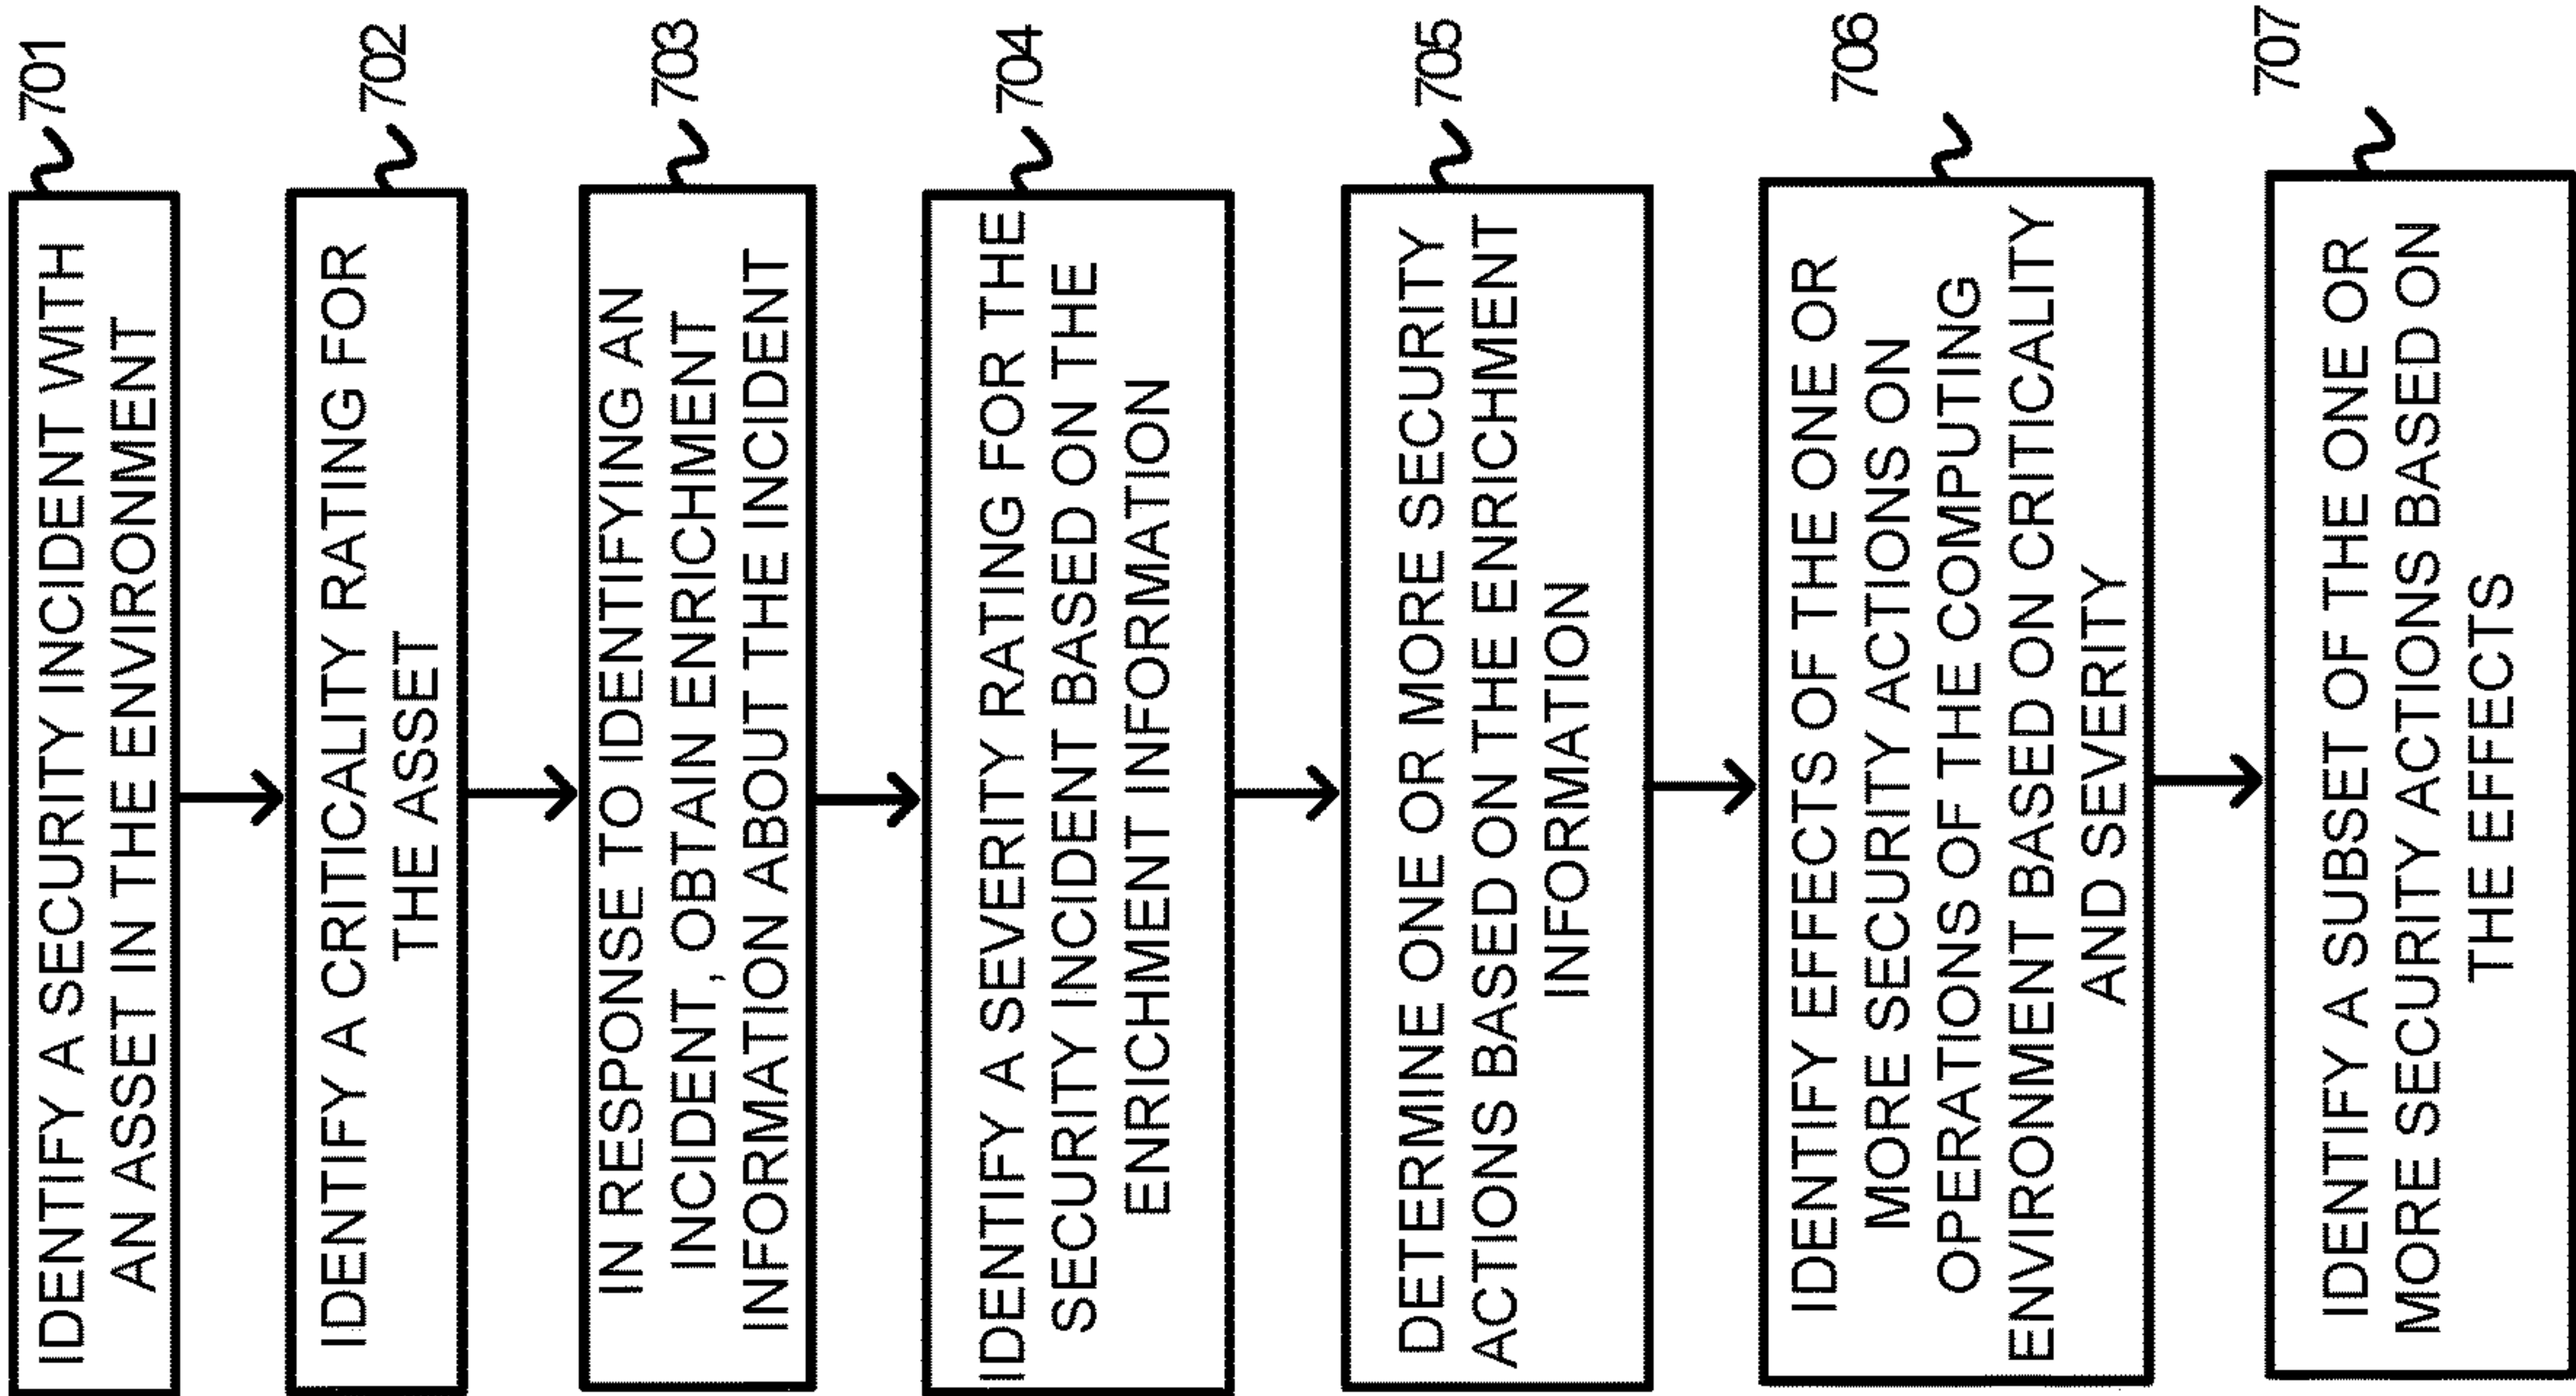 701
IDENTIFY A SECURITY INCIDENT WITH
AN ASSET IN THE ENVIRONMENT
702
IDENTIFY A CRITICALITY RATING FOR
THE ASSET
703
IN RESPONSE TO IDENTIFYING AN
INCIDENT, OBTAIN ENRICHMENT
INFORMATION ABOUT THE INCIDENT
704
IDENTIFY A SEVERITY RATING FOR THE
SECURITY INCIDENT BASED ON THE
ENRICHMENT INFORMATION
705
DETERMINE ONE OR MORE SECURITY
ACTIONS BASED ON THE ENRICHMENT
INFORMATION
706
IDENTIFY EFFECTS OF THE ONE OR
MORE SECURITY ACTIONS ON
OPERATIONS OF THE COMPUTING
ENVIRONMENT BASED ON CRITICALITY
AND SEVERITY
707
IDENTIFY A SUBSET OF THE ONE OR
MORE SECURITY ACTIONS BASED ON
THE EFFECTS